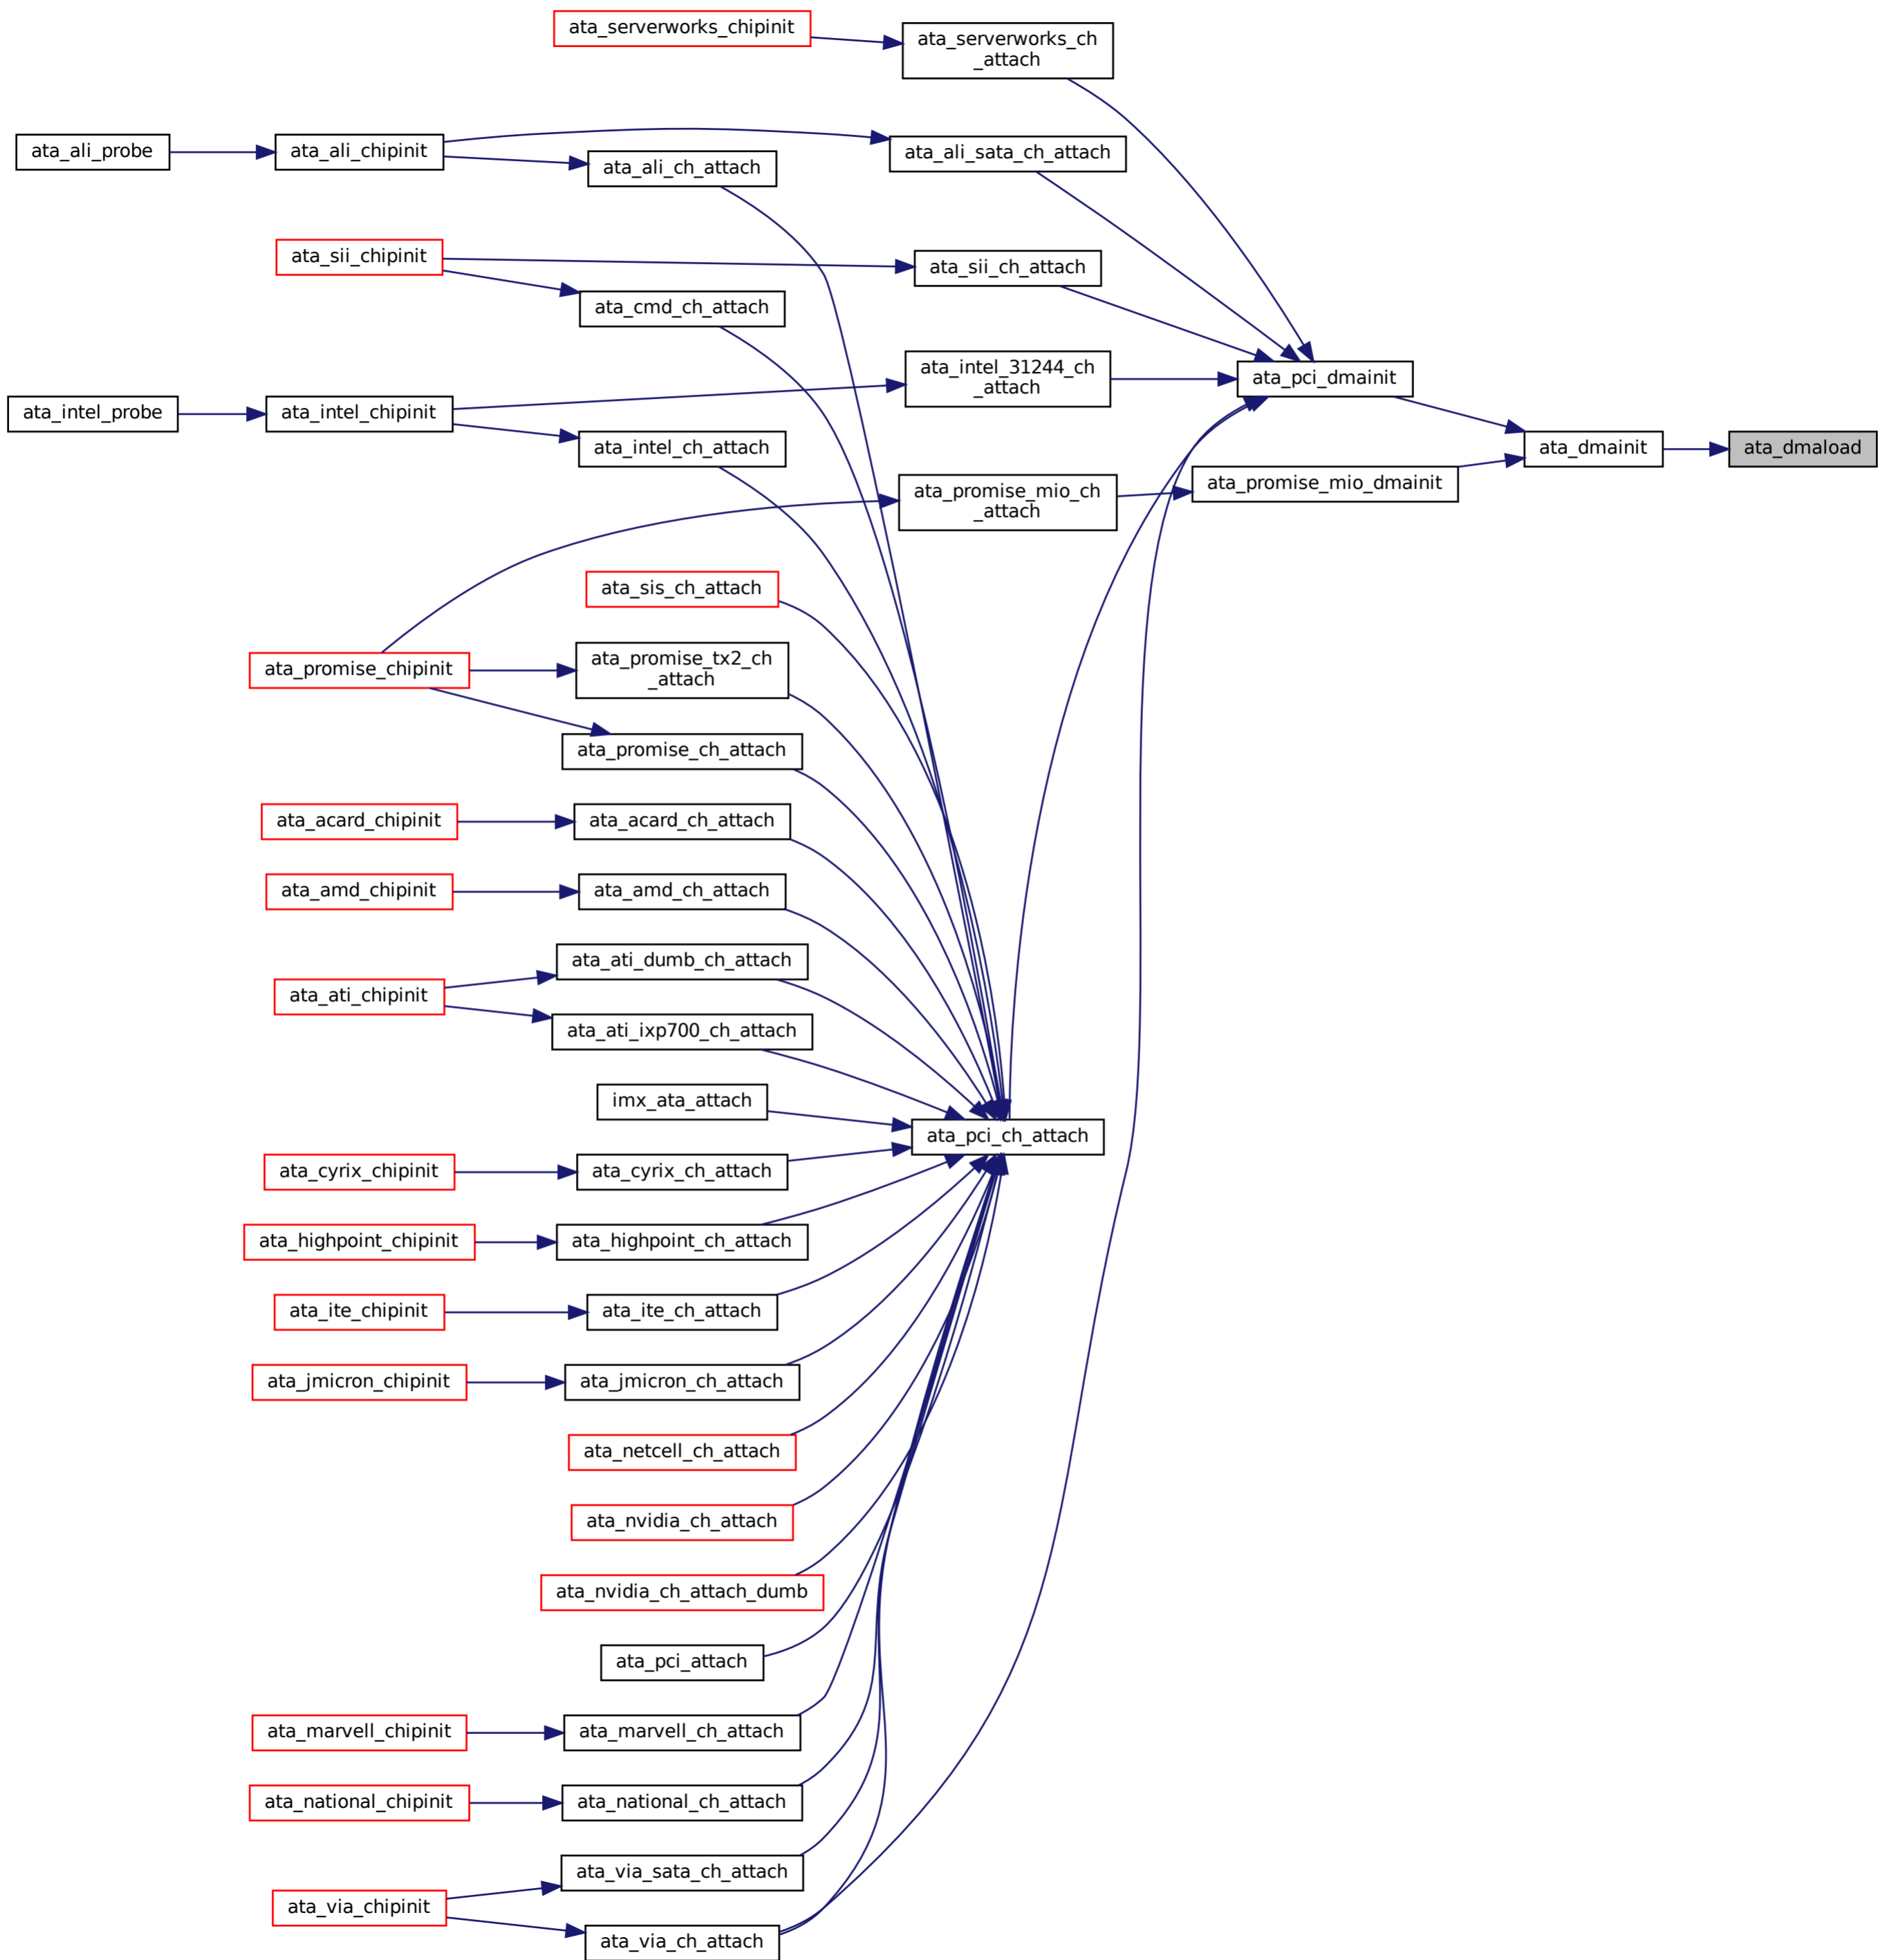 ata_serverworks_chipinit
ata_serverworks_ch
_attach
ata_ali_probe
ata_ali_chipinit
ata_ali_sata_ch_attach
ata_ali_ch_attach
ata_sii_chipinit
ata_sii_ch_attach
ata_cmd_ch_attach
ata_intel_31244_ch
_attach
ata_pci_dmainit
ata_intel_probe
ata_intel_chipinit
ata_intel_ch_attach
ata_dmainit
ata_dmaload
ata_promise_mio_ch
_attach
ata_promise_mio_dmainit
ata_sis_ch_attach
ata_promise_chipinit
ata_promise_tx2_ch
_attach
ata_promise_ch_attach
ata_acard_chipinit
ata_acard_ch_attach
ata_amd_chipinit
ata_amd_ch_attach
ata_ati_dumb_ch_attach
ata_ati_chipinit
ata_ati_ixp700_ch_attach
imx_ata_attach
ata_pci_ch_attach
ata_cyrix_chipinit
ata_cyrix_ch_attach
ata_highpoint_chipinit
ata_highpoint_ch_attach
ata_ite_chipinit
ata_ite_ch_attach
ata_jmicron_chipinit
ata_jmicron_ch_attach
ata_netcell_ch_attach
ata_nvidia_ch_attach
ata_nvidia_ch_attach_dumb
ata_pci_attach
ata_marvell_chipinit
ata_marvell_ch_attach
ata_national_chipinit
ata_national_ch_attach
ata_via_sata_ch_attach
ata_via_chipinit
ata_via_ch_attach